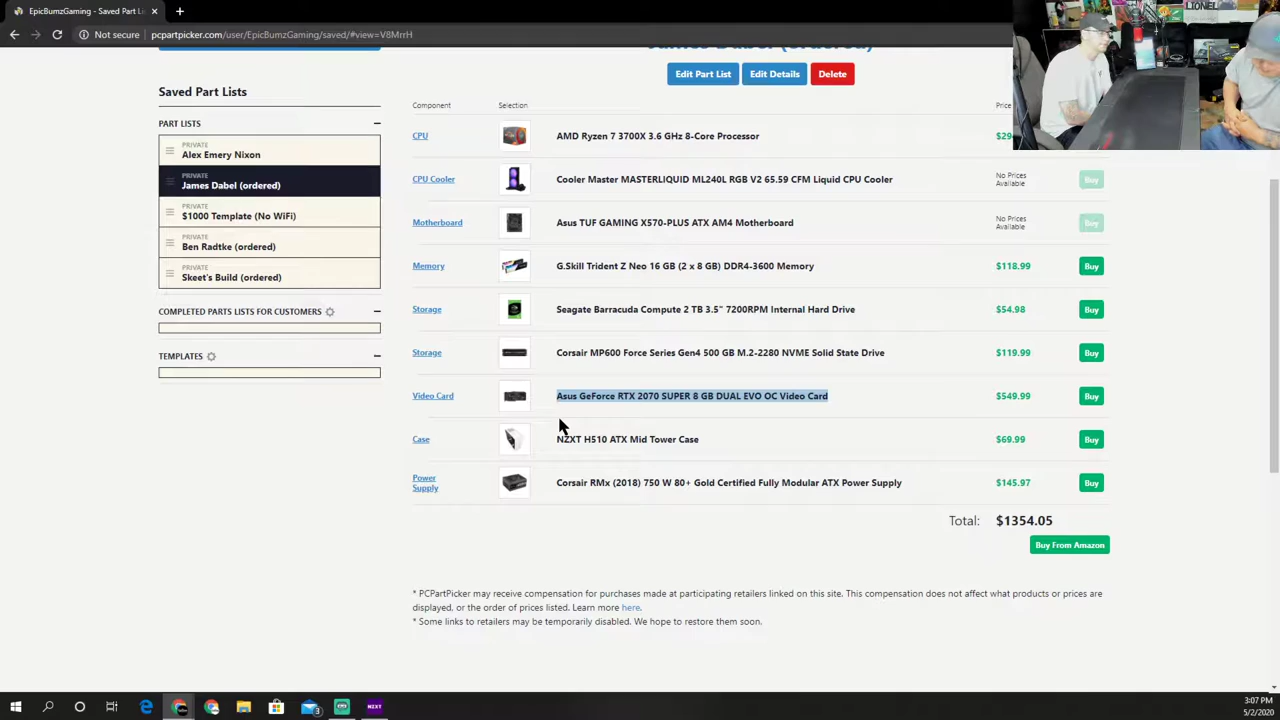 EpicBumzGaming - Saved Part Li
Not secure
pcpartpicker.com/user/EpicBumzGaming/saved/#view=V8MrrH
LIONEL
James Dabel (ordered)
Edit Part List
Edit Details
Delete
Saved Part Lists
PART LISTS
PRIVATE
Alex Emery Nixon
PRIVATE
James Dabel (ordered)
PRIVATE
$1000 Template (No WiFi)
PRIVATE
Ben Radtke (ordered)
PRIVATE
Skeet's Build (ordered)
COMPLETED PARTS LISTS FOR CUSTOMERS
TEMPLATES
Component Selection Price
CPU AMD Ryzen 7 3700X 3.6 GHz 8-Core Processor
CPU Cooler Cooler Master MASTERLIQUID ML240L RGB V2 65.59 CFM Liquid CPU Cooler No Prices Available Buy
Motherboard Asus TUF GAMING X570-PLUS ATX AM4 Motherboard No Prices Available Buy
Memory G.Skill Trident Z Neo 16 GB (2 x 8 GB) DDR4-3600 Memory $118.99 Buy
Storage Seagate Barracuda Compute 2 TB 3.5" 7200RPM Internal Hard Drive $54.98 Buy
Storage Corsair MP600 Force Series Gen4 500 GB M.2-2280 NVME Solid State Drive $119.99 Buy
Video Card Asus GeForce RTX 2070 SUPER 8 GB DUAL EVO OC Video Card $549.99 Buy
Case NZXT H510 ATX Mid Tower Case $69.99 Buy
Power Supply Corsair RMx (2018) 750 W 80+ Gold Certified Fully Modular ATX Power Supply $145.97 Buy
Total: $1354.05
Buy From Amazon
* PCPartPicker may receive compensation for purchases made at participating retailers linked on this site. This compensation does not affect what products or prices are
displayed, or the order of prices listed. Learn more here.
* Some links to retailers may be temporarily disabled. We hope to restore them soon.
3
NZXT
3:07 PM
5/2/2020